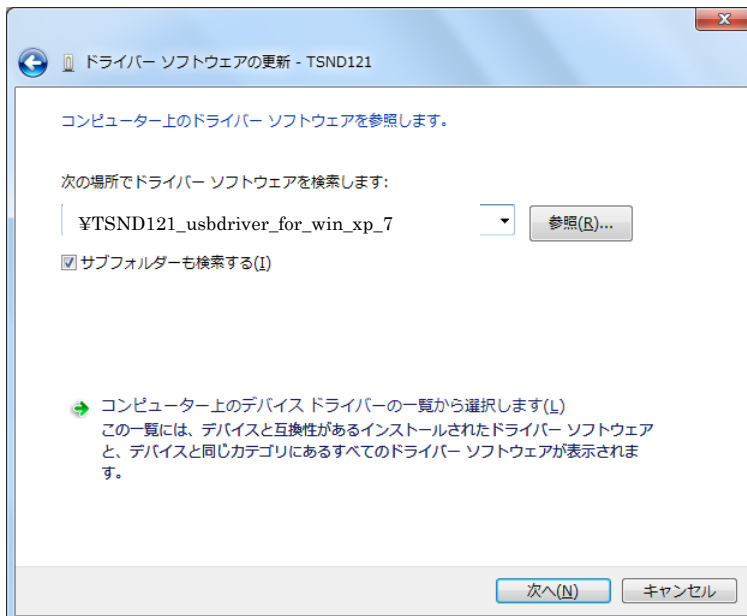 ドライバー ソフトウェアの更新 - TSND121
コンピューター上のドライバー ソフトウェアを参照します。
次の場所でドライバー ソフトウェアを検索します:
¥TSND121_usbdriver_for_win_xp_7
参照(R)...
サブフォルダーも検索する(I)
コンピューター上のデバイス ドライバーの一覧から選択します(L)
この一覧には、デバイスと互換性があるインストールされたドライバー ソフトウェア
と、デバイスと同じカテゴリにあるすべてのドライバー ソフトウェアが表示されま
す。
次へ(N)
キャンセル